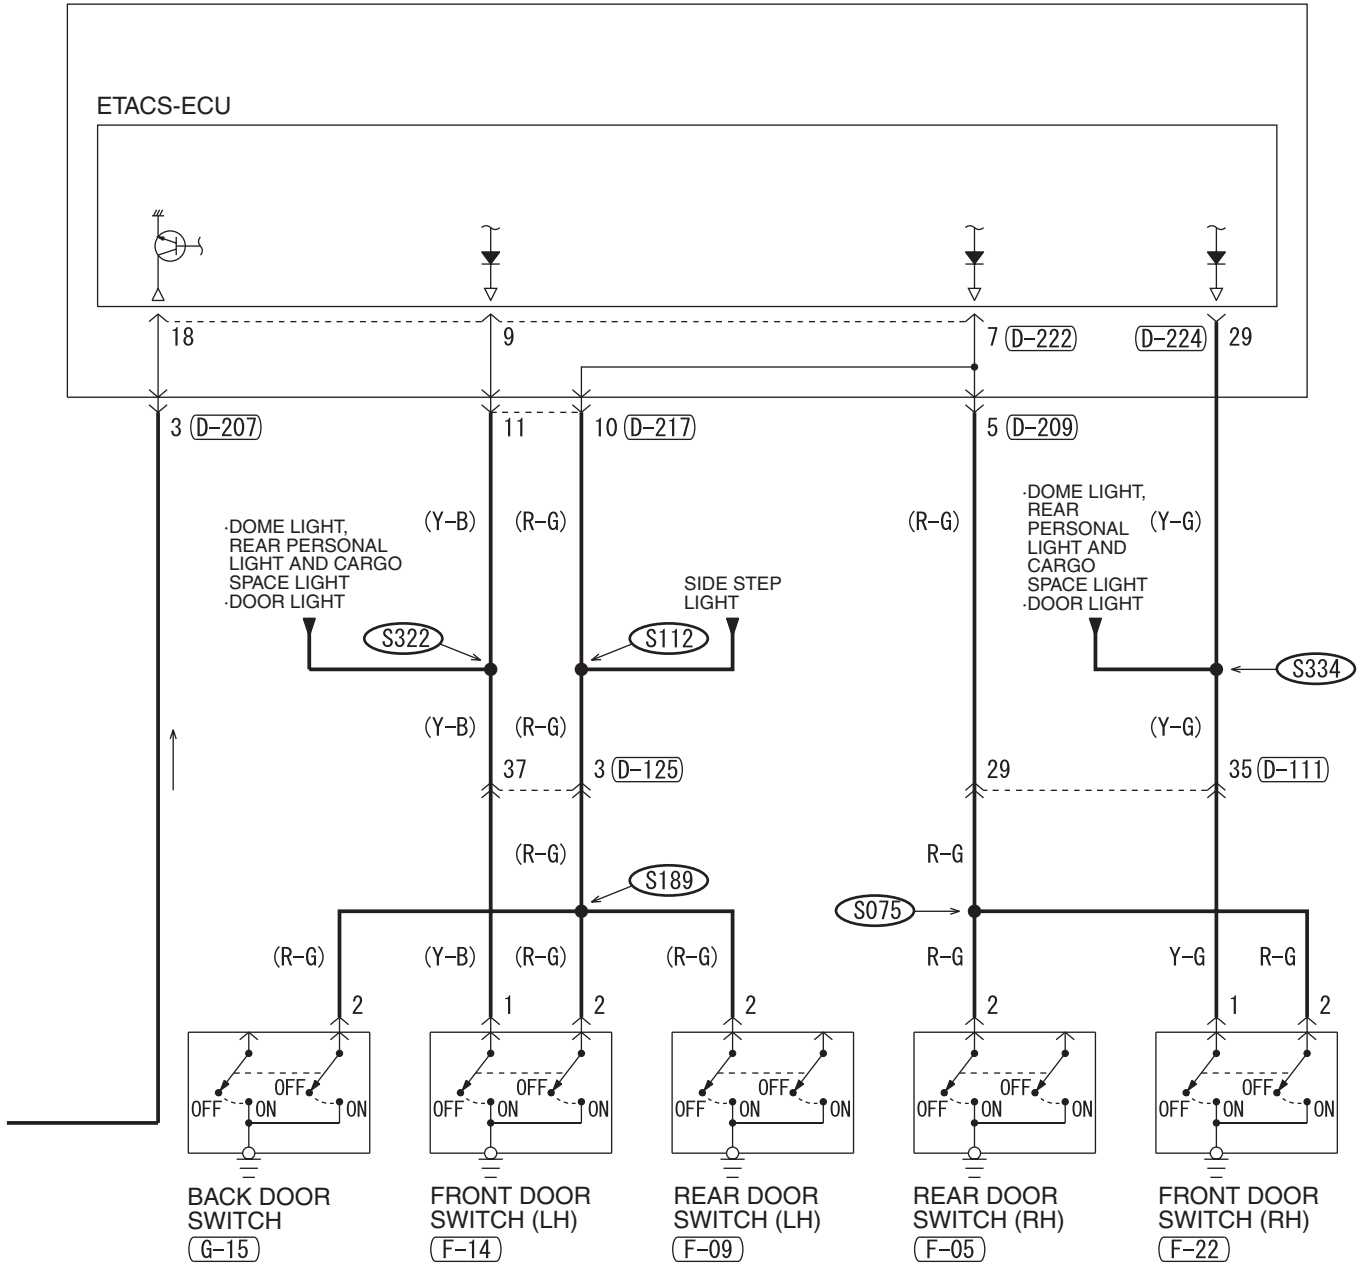 ETACS-ECU
18
9
7 D-222
D-224 29
3 D-207
11
10 D-217
5 D-209
(Y-B)
(R-G)
(R-G)
(Y-G)
·DOME LIGHT,
REAR PERSONAL
LIGHT AND CARGO
SPACE LIGHT
·DOOR LIGHT
SIDE STEP
LIGHT
·DOME LIGHT,
REAR
PERSONAL
LIGHT AND
CARGO
SPACE LIGHT
·DOOR LIGHT
S322
S112
S334
(Y-B)
(R-G)
(Y-G)
37
3 D-125
29
35 D-111
(R-G)
R-G
S189
S075
(R-G)
(Y-B)
(R-G)
(R-G)
R-G
Y-G
R-G
2
1
2
2
2
1
2
OFF
OFF
ON
ON
OFF
OFF
ON
ON
OFF
OFF
ON
ON
OFF
OFF
ON
ON
OFF
OFF
ON
ON
BACK DOOR
SWITCH
G-15
FRONT DOOR
SWITCH (LH)
F-14
REAR DOOR
SWITCH (LH)
F-09
REAR DOOR
SWITCH (RH)
F-05
FRONT DOOR
SWITCH (RH)
F-22